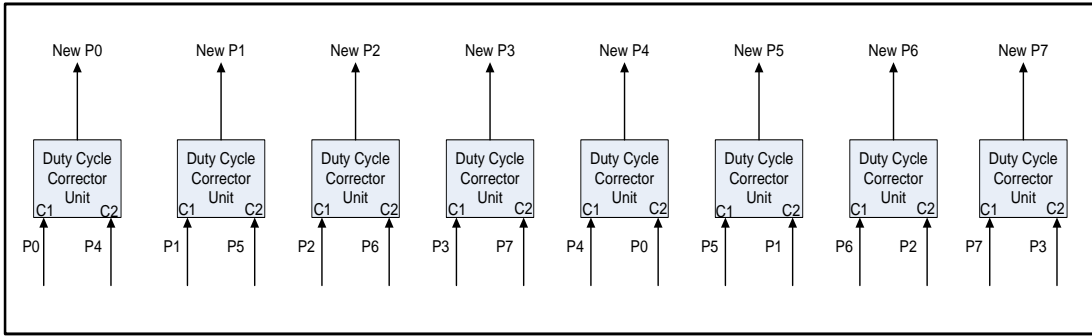 New P0 New P1 New P2 New P3 New P4 New P5 New P6 New P7
Duty Cycle Duty Cycle Duty Cycle Duty Cycle Duty Cycle Duty Cycle Duty Cycle Duty Cycle
Corrector Corrector Corrector Corrector Corrector Corrector Corrector Corrector
Unit Unit Unit Unit Unit Unit Unit Unit
C1 C2 C1 C2 C1 C2 C1 C2 C1 C2 C1 C2 C1 C2 C1 C2
P0 P4 P1 P5 P2 P6 P3 P7 P4 P0 P5 P1 P6 P2 P7 P3